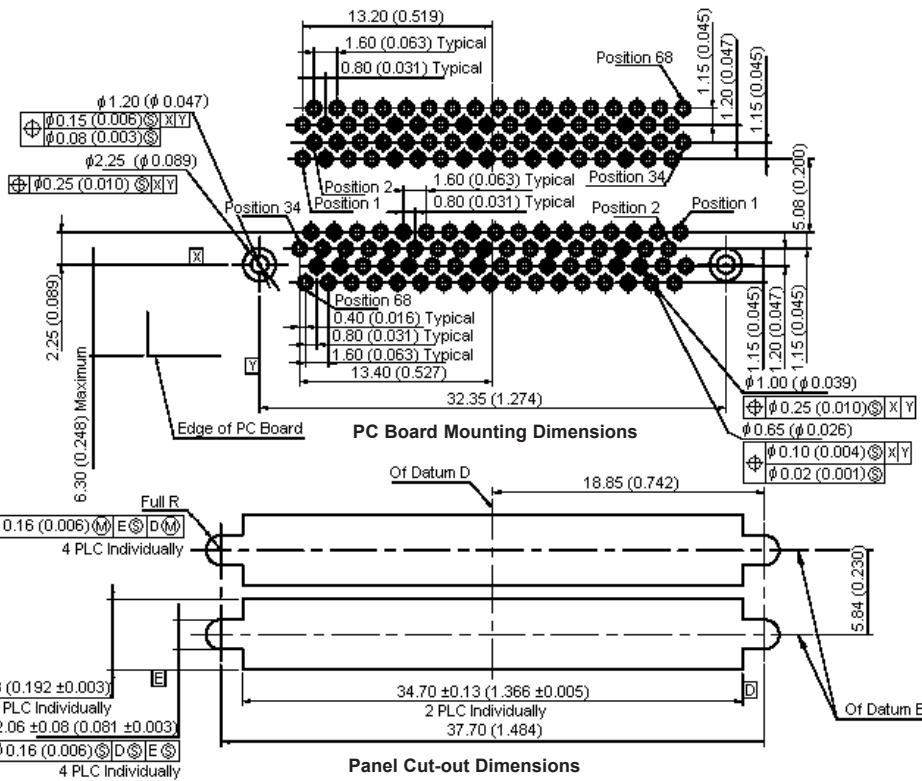 13.20 (0.519)
1.60 (0.063) Typical
0.80 (0.031) Typical
Position 68
1.15 (0.045)
1.20 (0.047)
1.15 (0.045)
ϕ1.20 (ϕ 0.047)
ϕ0.15 (0.006)Ⓢ X Y
ϕ0.08 (0.003)Ⓢ
ϕ2.25 (ϕ 0.089)
ϕ0.25 (0.010) Ⓢ X Y
Position 2
Position 1
1.60 (0.063) Typical
0.80 (0.031) Typical
Position 34
5.08 (0.200)
Position 34
Position 2
Position 1
X
2.25 (0.089)
Position 68
0.40 (0.016) Typical
0.80 (0.031) Typical
1.60 (0.063) Typical
13.40 (0.527)
1.15 (0.045)
1.20 (0.047)
1.15 (0.045)
Y
6.30 (0.248) Maximum
32.35 (1.274)
ϕ1.00 (ϕ0.039)
ϕ0.25 (0.010)Ⓢ X Y
ϕ0.65 (ϕ0.026)
ϕ0.10 (0.004)Ⓢ X Y
ϕ0.02 (0.001)Ⓢ
Edge of PC Board
PC Board Mounting Dimensions
Of Datum D
18.85 (0.742)
Full R
0.16 (0.006)Ⓜ E Ⓢ D Ⓜ
4 PLC Individually
5.84 (0.230)
E
(0.192 ±0.003)
PLC Individually
2.06 ±0.08 (0.081 ±0.003)
0.16 (0.006)Ⓢ D Ⓢ E Ⓢ
4 PLC Individually
34.70 ±0.13 (1.366 ±0.005)
2 PLC Individually
D
37.70 (1.484)
Of Datum E
Panel Cut-out Dimensions